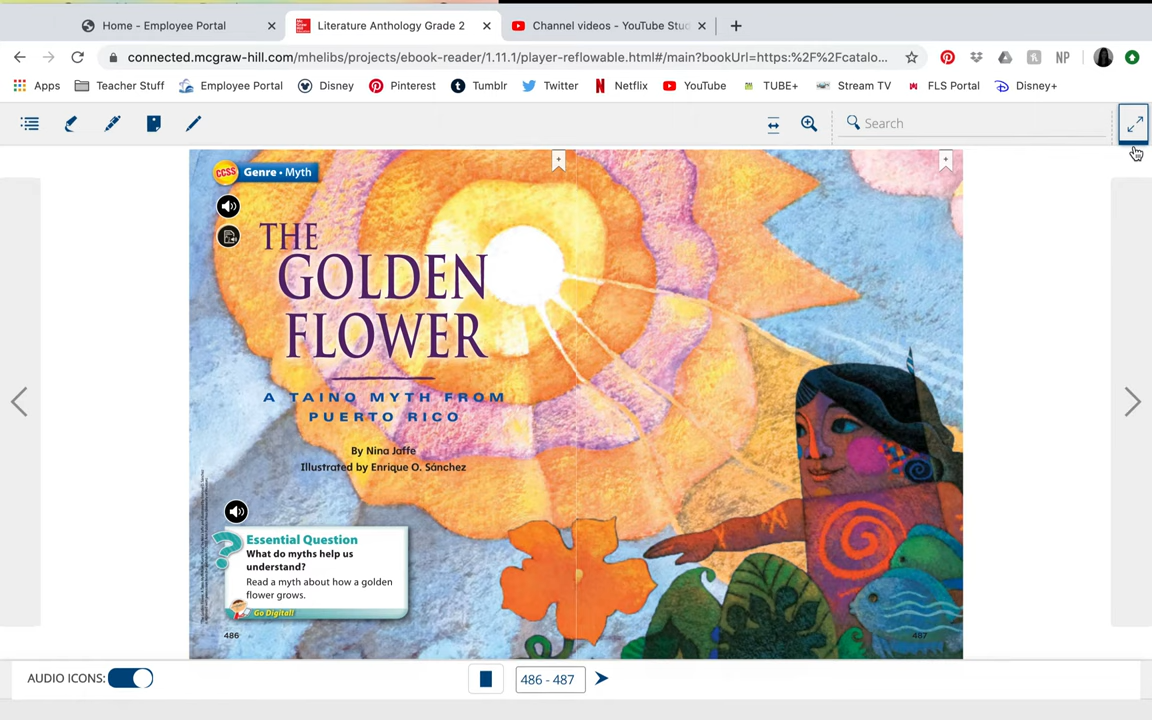 Home - Employee Portal
Literature Anthology Grade 2
Channel videos - YouTube Stu
connected.mcgraw-hill.com/mhelibs/projects/ebook-reader/1.11.1/player-reflowable.html#/main?bookUrl=https:%2F%2Fcatalo...
NP
Apps
Teacher Stuff
Employee Portal
Disney
Pinterest
Tumblr
Twitter
Netflix
YouTube
TUBE+
Stream TV
FLS Portal
Disney+
Search
CCSS Genre • Myth
THE
GOLDEN
FLOWER
A TAINO MYTH FROM
PUERTO RICO
By Nina Jaffe
Illustrated by Enrique O. Sánchez
Essential Question
What do myths help us
understand?
Read a myth about how a golden
flower grows.
Go Digital!
486
487
AUDIO ICONS:
486 - 487